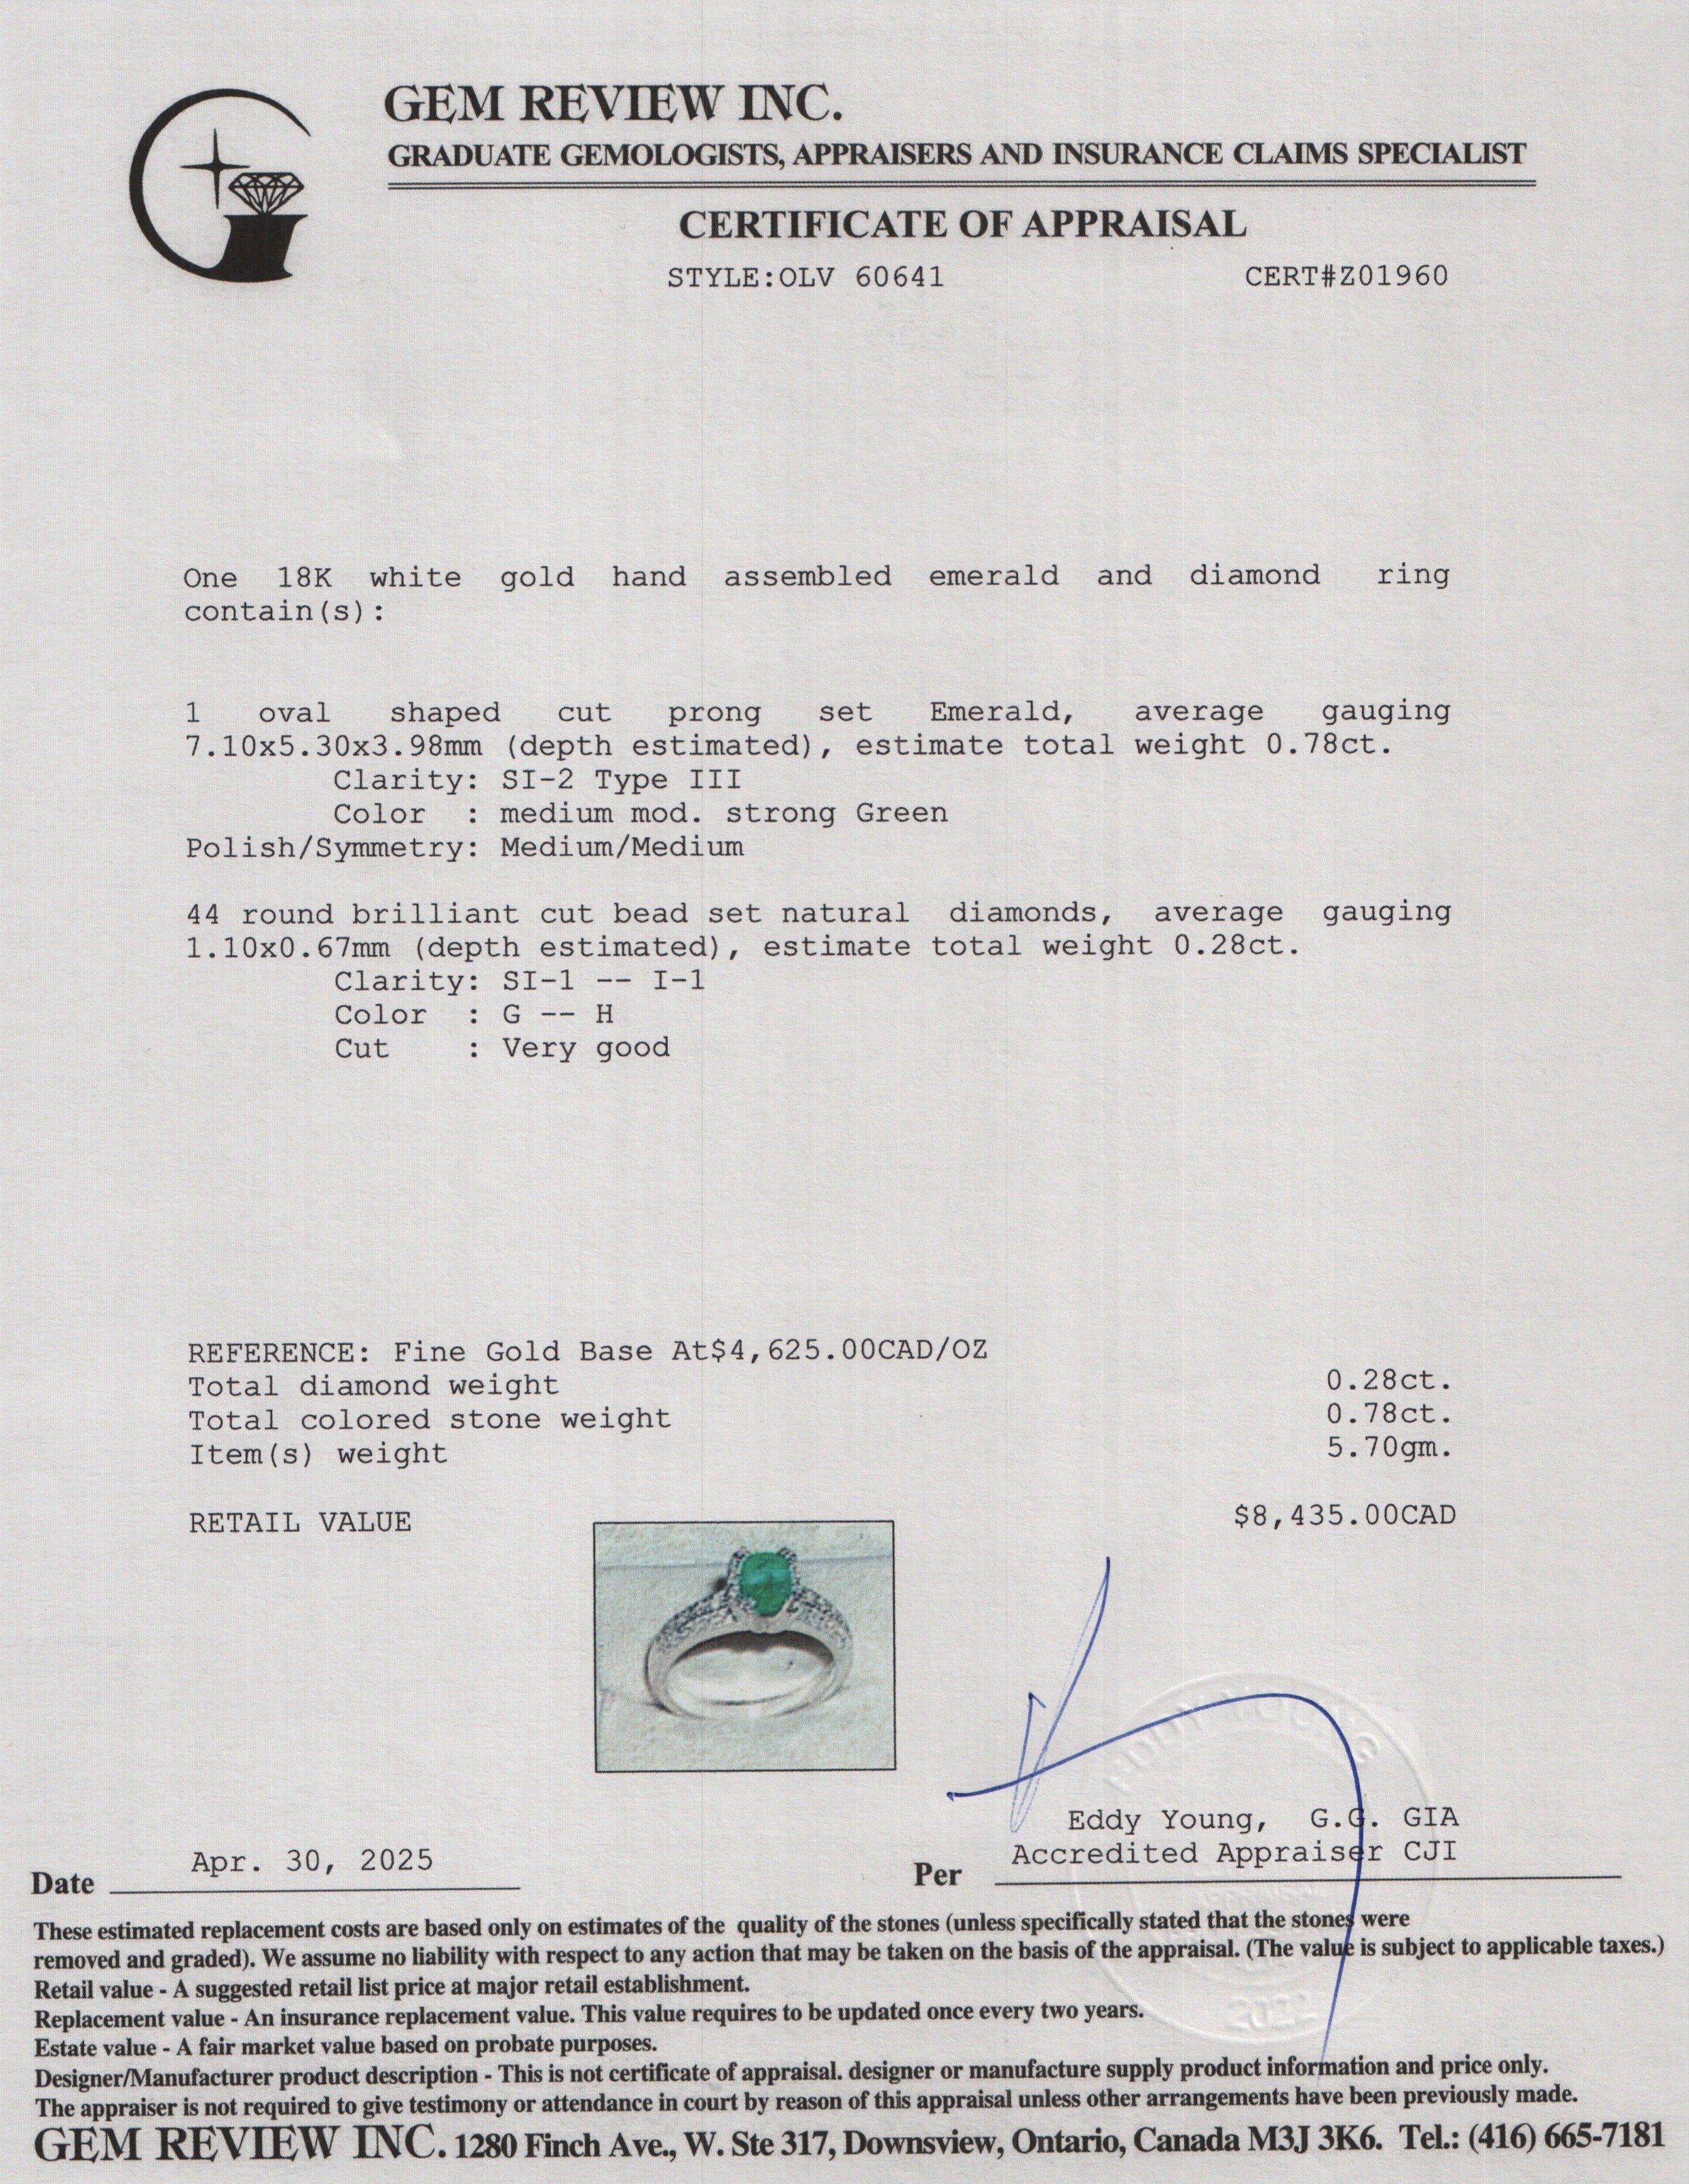 GEM REVIEW INC.
GRADUATE GEMOLOGISTS, APPRAISERS AND INSURANCE CLAIMS SPECIALIST
CERTIFICATE OF APPRAISAL
STYLE:OLV 60641 CERT#Z01960
One 18K white gold hand assembled emerald and diamond ring
contain(s):
1 oval shaped cut prong set Emerald, average gauging
7.10x5.30x3.98mm (depth estimated), estimate total weight 0.78ct.
Clarity: SI-2 Type III
Color : medium mod. strong Green
Polish/Symmetry: Medium/Medium
44 round brilliant cut bead set natural diamonds, average gauging
1.10x0.67mm (depth estimated), estimate total weight 0.28ct.
Clarity: SI-1 -- I-1
Color : G -- H
Cut : Very good
REFERENCE: Fine Gold Base At$4,625.00CAD/OZ
Total diamond weight 0.28ct.
Total colored stone weight 0.78ct.
Item(s) weight 5.70gm.
RETAIL VALUE $8,435.00CAD
EDDY YOUNG
Eddy Young, G.G. GIA
Accredited Appraiser CJI
Date Apr. 30, 2025 Per
2022
These estimated replacement costs are based only on estimates of the quality of the stones (unless specifically stated that the stones were
removed and graded). We assume no liability with respect to any action that may be taken on the basis of the appraisal. (The value is subject to applicable taxes.)
Retail value - A suggested retail list price at major retail establishment.
Replacement value - An insurance replacement value. This value requires to be updated once every two years.
Estate value - A fair market value based on probate purposes.
Designer/Manufacturer product description - This is not certificate of appraisal. designer or manufacture supply product information and price only.
The appraiser is not required to give testimony or attendance in court by reason of this appraisal unless other arrangements have been previously made.
GEM REVIEW INC. 1280 Finch Ave., W. Ste 317, Downsview, Ontario, Canada M3J 3K6. Tel.: (416) 665-7181